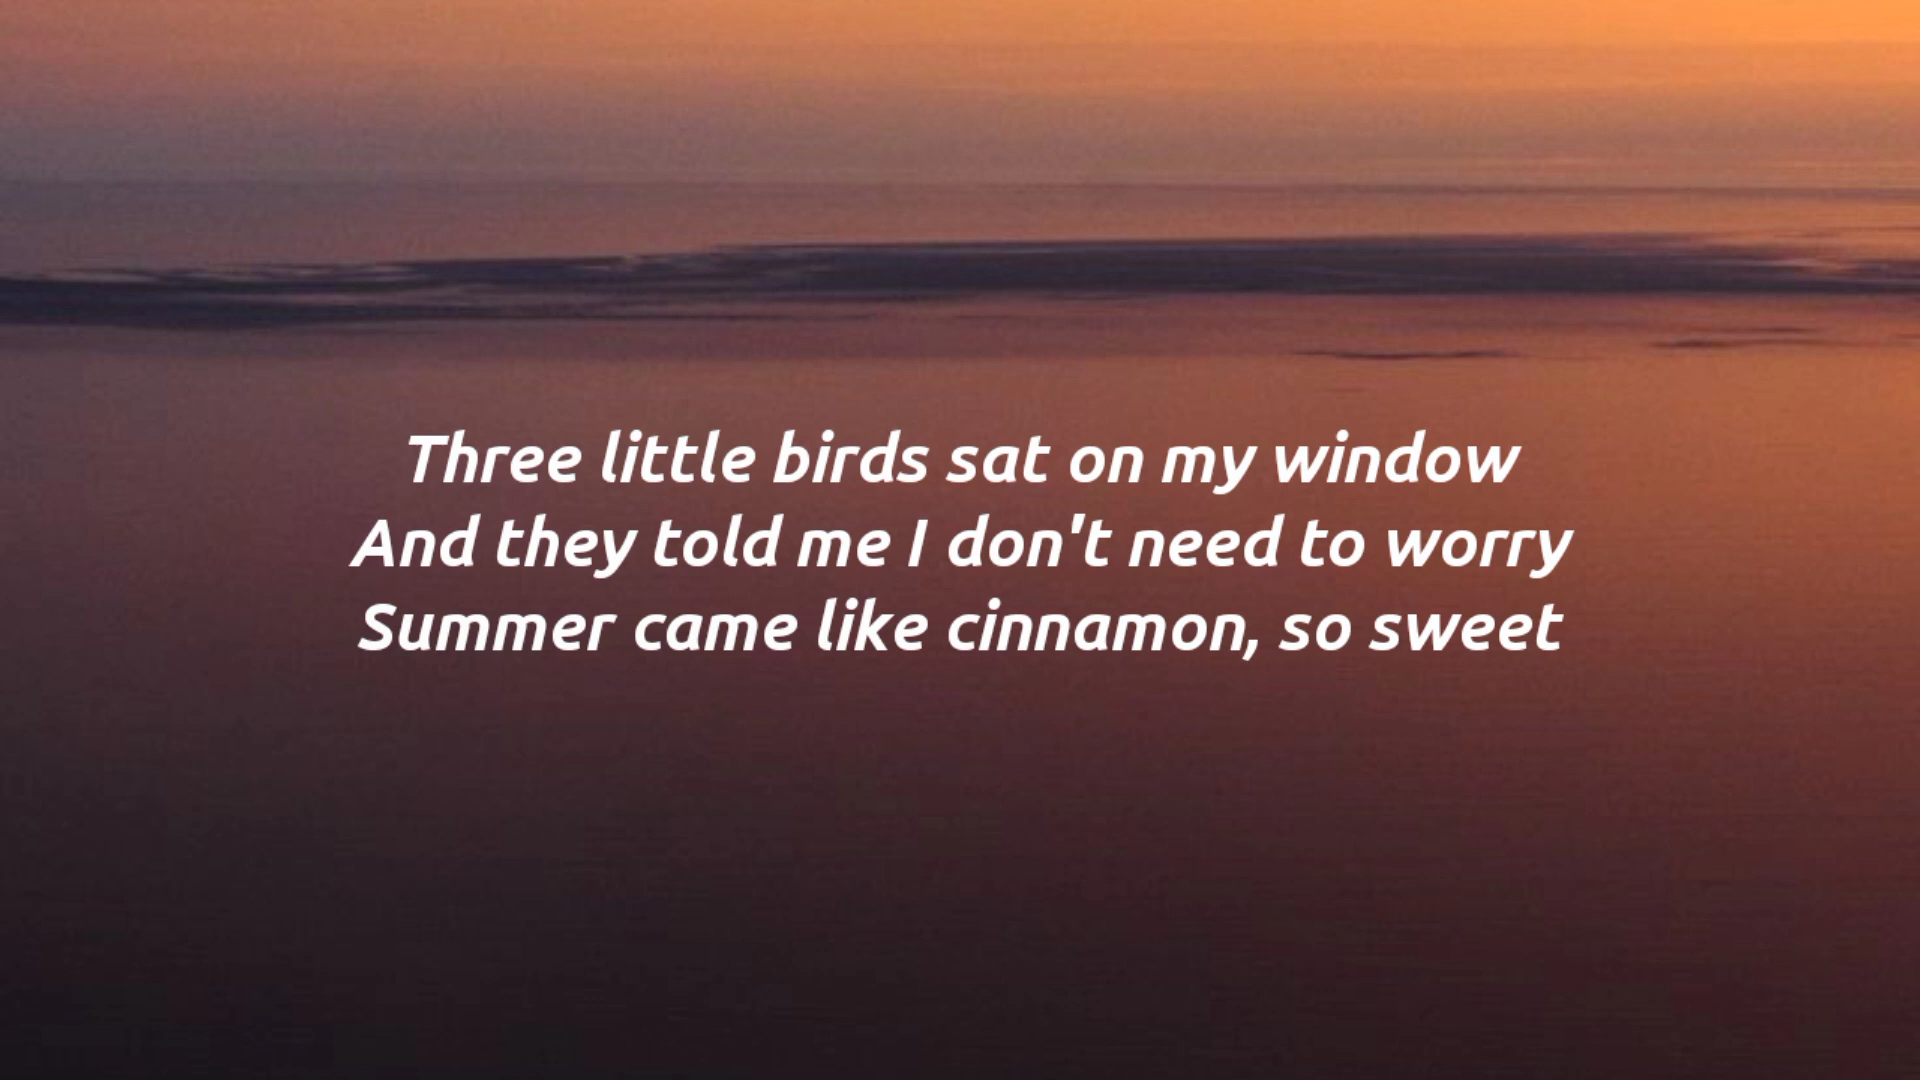 Three little birds sat on my window
And they told me I don't need to worry
Summer came like cinnamon, so sweet